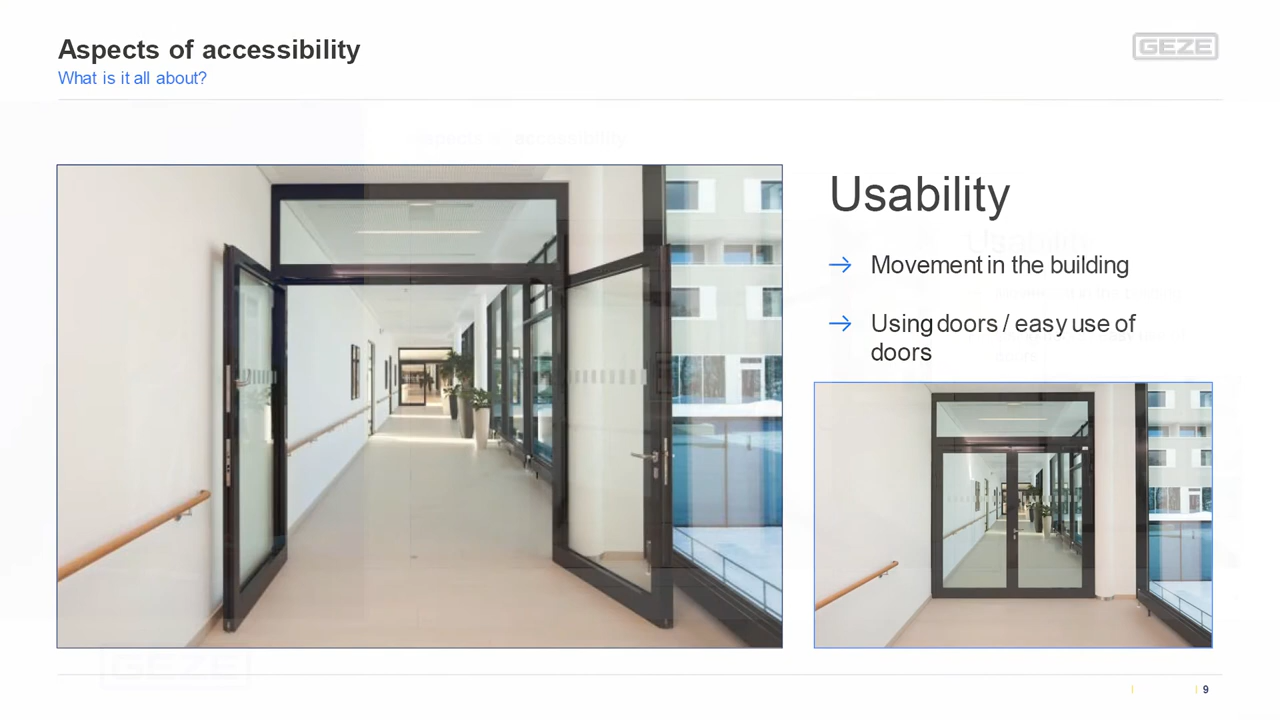 Aspects of accessibility
What is it all about?
GEZE
Usability
→ Movement in the building
→ Using doors / easy use of
doors
GEZE
9